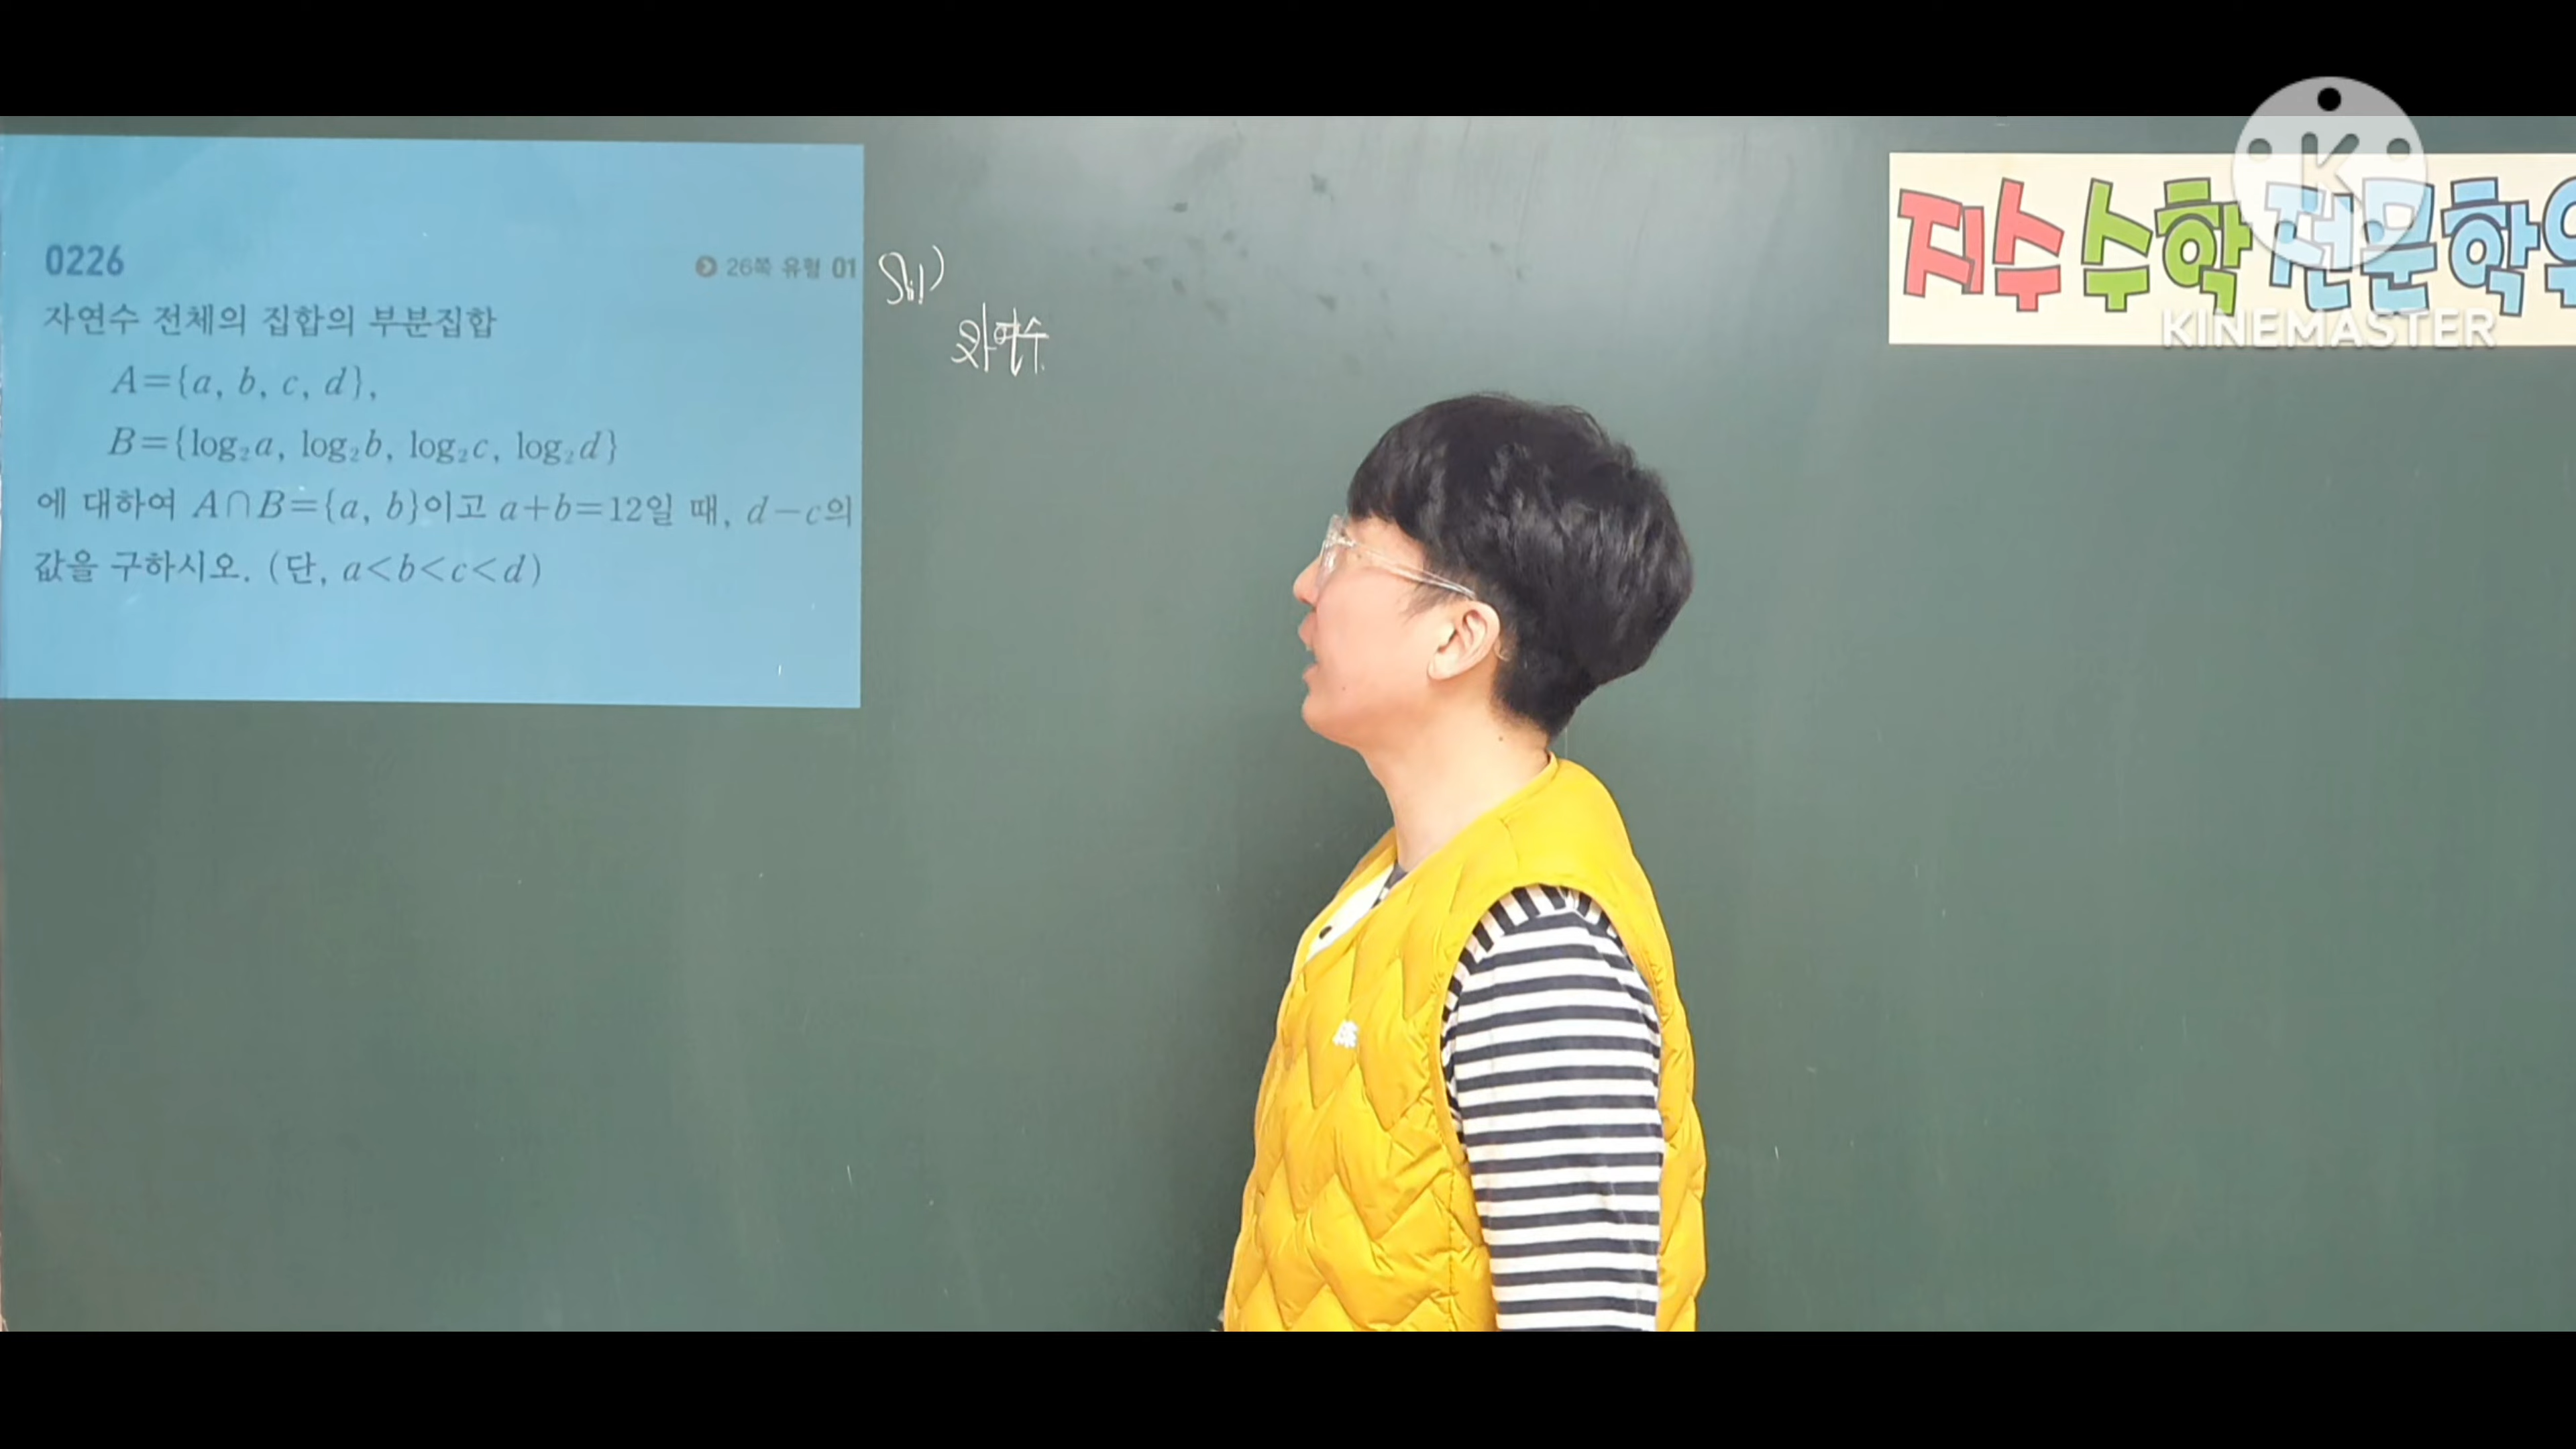 0226
26쪽 유형 01
자연수 전체의 집합의 부분집합
A={a, b, c, d},
B={log₂a, log₂b, log₂c, log₂d}
에 대하여 A∩B={a, b}이고 a+b=12일 때, d−c의
값을 구하시오. (단, a<b<c<d)
Sol)
자연수
지수 수학 전문학
K
KINEMASTER